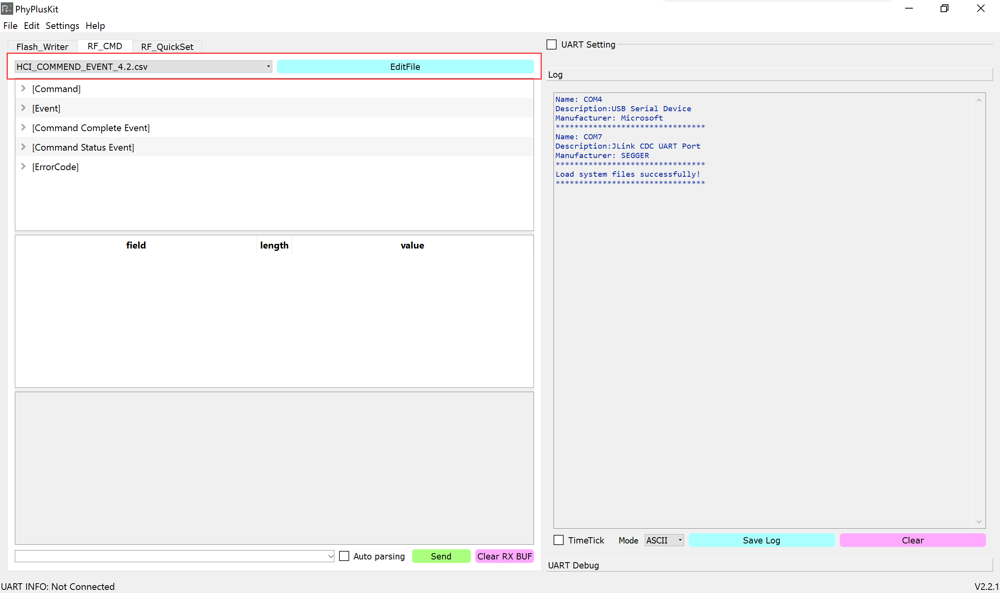 PhyPlusKit
File Edit Settings Help
Flash_Writer RF_CMD RF_QuickSet
HCI_COMMEND_EVENT_4.2.csv EditFile
[Command]
[Event]
[Command Complete Event]
[Command Status Event]
[ErrorCode]
field length value
Auto parsing Send Clear RX BUF
UART Setting
Log
Name: COM4
Description:USB Serial Device
Manufacturer: Microsoft
********************************
Name: COM7
Description:JLink CDC UART Port
Manufacturer: SEGGER
********************************
Load system files successfully!
********************************
TimeTick Mode ASCII Save Log Clear
UART Debug
UART INFO: Not Connected
V2.2.1